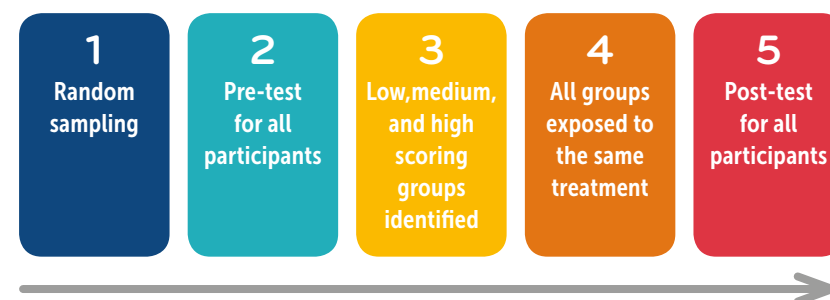 1
Random
sampling
2
Pre-test
for all
participants
3
Low,medium,
and high
scoring
groups
identified
4
All groups
exposed to
the same
treatment
5
Post-test
for all
participants